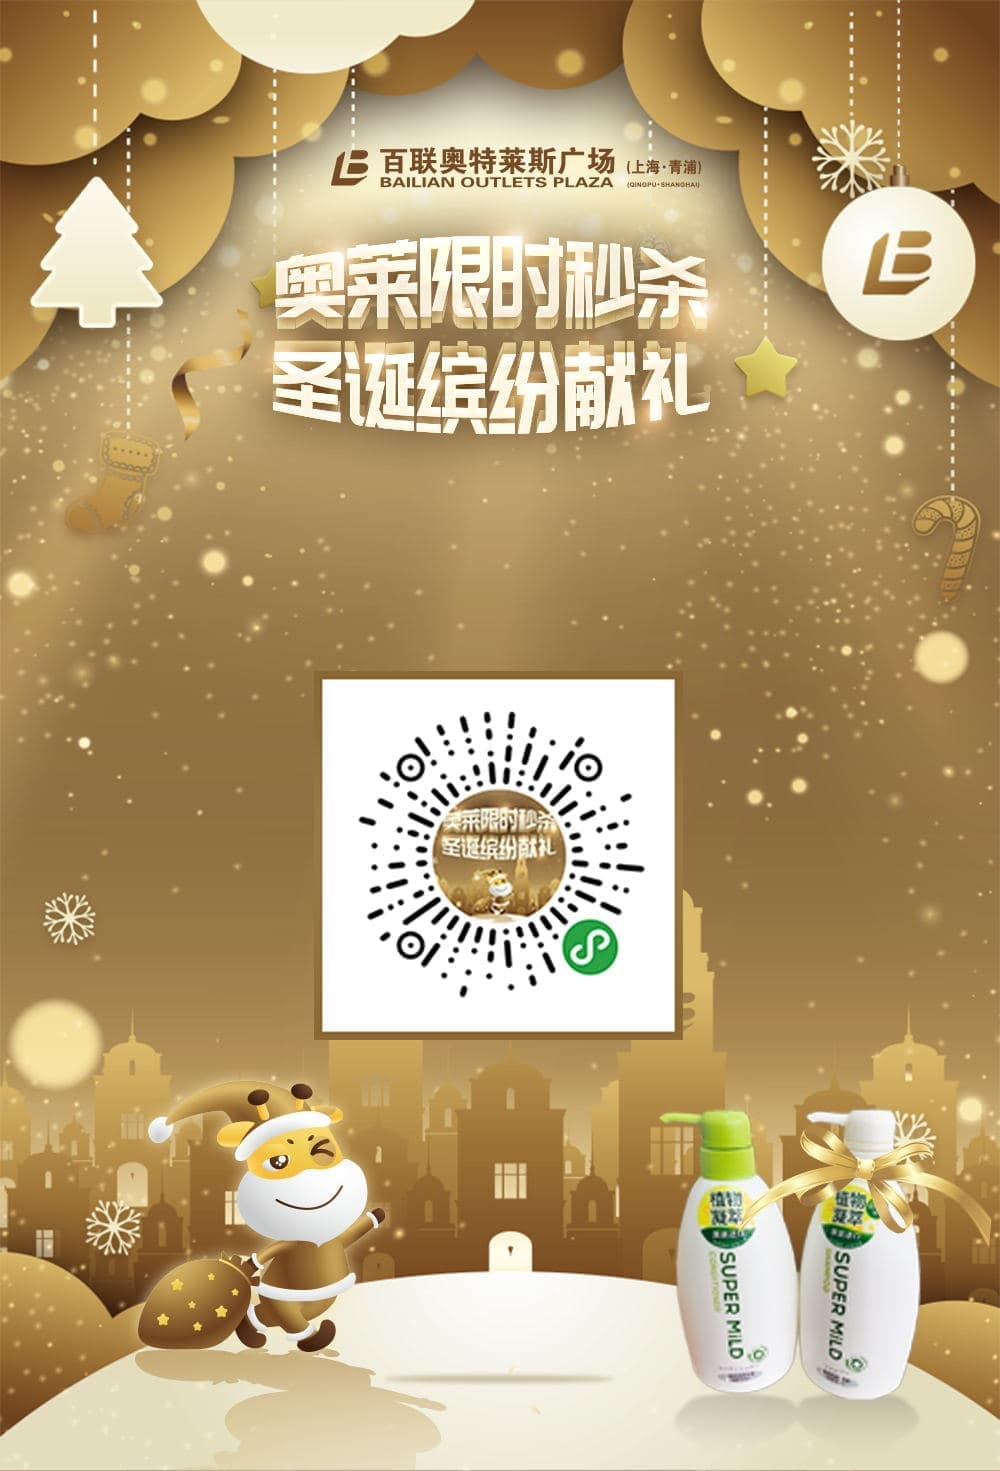 百联奥特莱斯广场 (上海·青浦)
BAILIAN OUTLETS PLAZA (QINGPU·SHANGHAI)
奥莱限时秒杀
圣诞缤纷献礼
奥莱限时秒杀
圣诞缤纷献礼
植物
凝萃
SUPER MiLD
CONDITIONER
植物
凝萃
SUPER MiLD
SHAMPOO